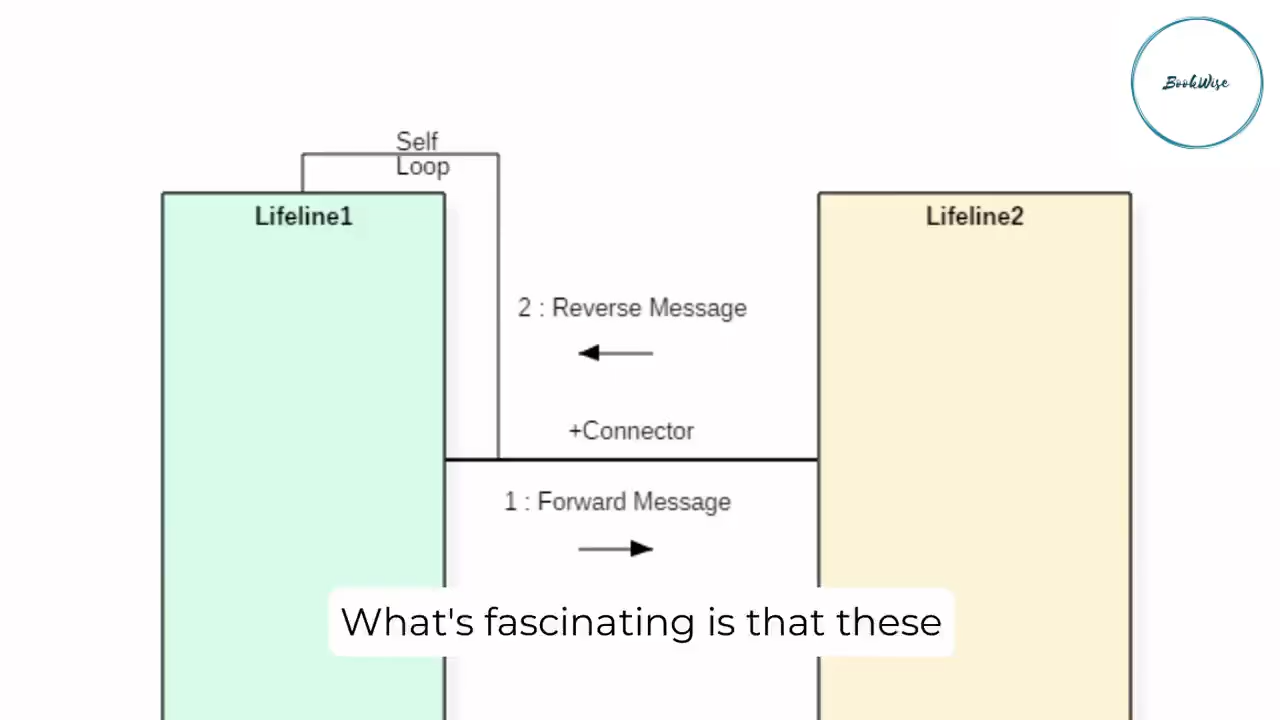 BookWise
Self
Loop
Lifeline1
Lifeline2
2 : Reverse Message
+Connector
1 : Forward Message
What's fascinating is that these